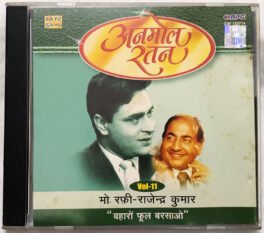 अनमोल
रतन
Vol-11
मो रफ़ी-राजेन्द्र कुमार
"बहारों फूल बरसाओ"